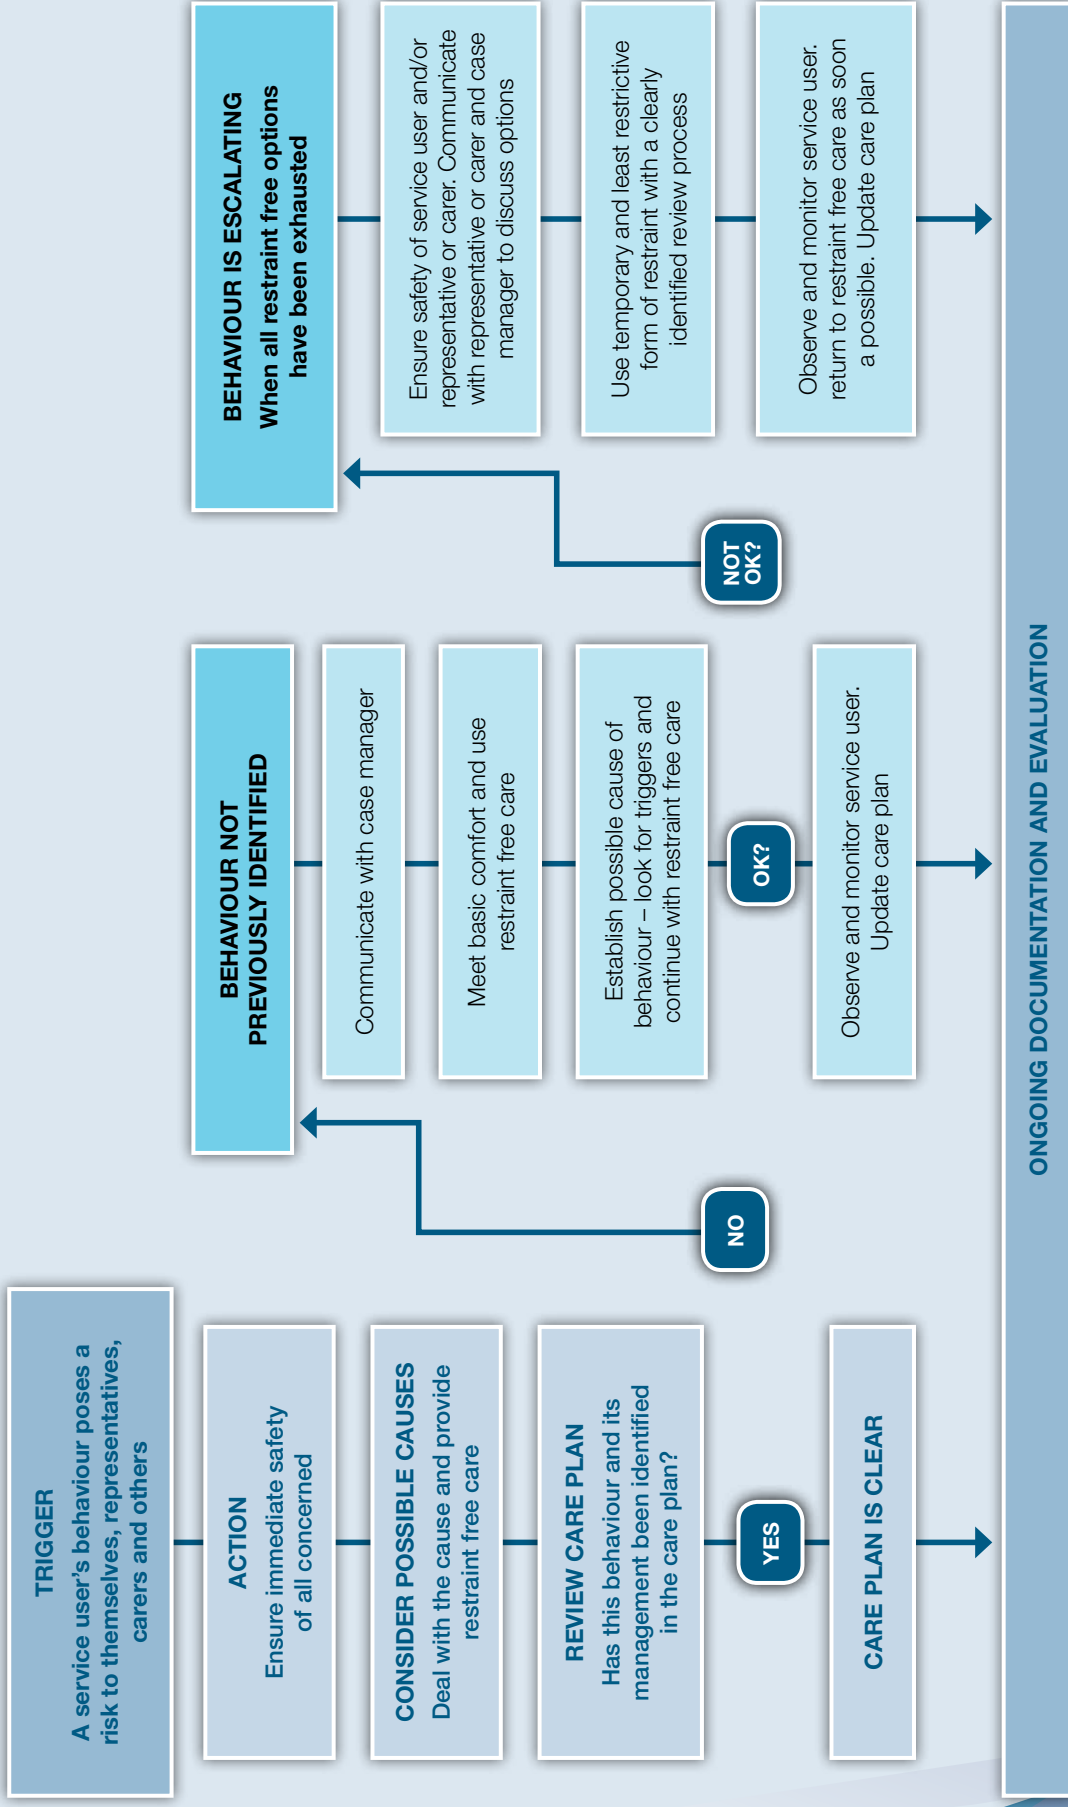 TRIGGER
A service user's behaviour poses a
risk to themselves, representatives,
carers and others
ACTION
Ensure immediate safety
of all concerned
CONSIDER POSSIBLE CAUSES
Deal with the cause and provide
restraint free care
REVIEW CARE PLAN
Has this behaviour and its
management been identified
in the care plan?
YES
CARE PLAN IS CLEAR
NO
BEHAVIOUR NOT
PREVIOUSLY IDENTIFIED
Communicate with case manager
Meet basic comfort and use
restraint free care
Establish possible cause of
behaviour – look for triggers and
continue with restraint free care
OK?
Observe and monitor service user.
Update care plan
NOT
OK?
BEHAVIOUR IS ESCALATING
When all restraint free options
have been exhausted
Ensure safety of service user and/or
representative or carer. Communicate
with representative or carer and case
manager to discuss options
Use temporary and least restrictive
form of restraint with a clearly
identified review process
Observe and monitor service user.
return to restraint free care as soon
a possible. Update care plan
ONGOING DOCUMENTATION AND EVALUATION